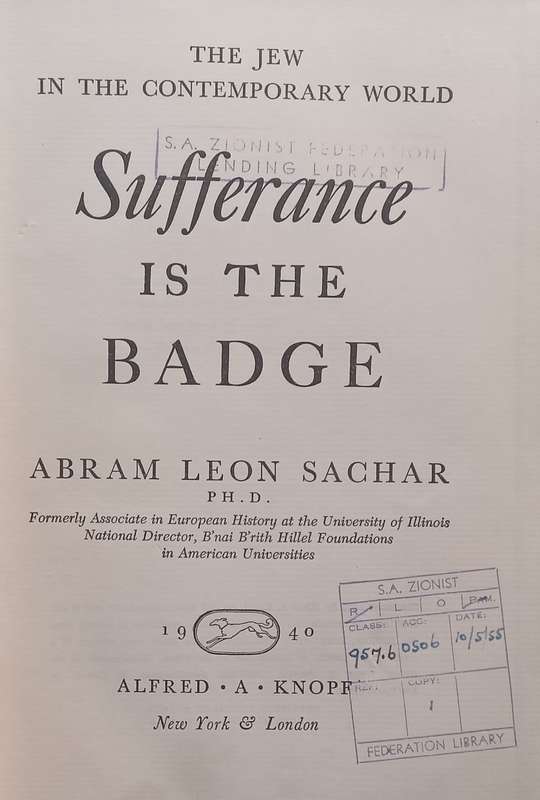 THE JEW
IN THE CONTEMPORARY WORLD
S.A. ZIONIST FEDERATION
LENDING LIBRARY
Sufferance
IS THE
BADGE
ABRAM LEON SACHAR
PH.D.
Formerly Associate in European History at the University of Illinois
National Director, B'nai B'rith Hillel Foundations
in American Universities
19 40
ALFRED · A · KNOPF
New York & London
S.A. ZIONIST
R L O PAM.
CLASS: ACC: DATE:
957.6 0506 10/5/55
REF: COPY:
1
FEDERATION LIBRARY